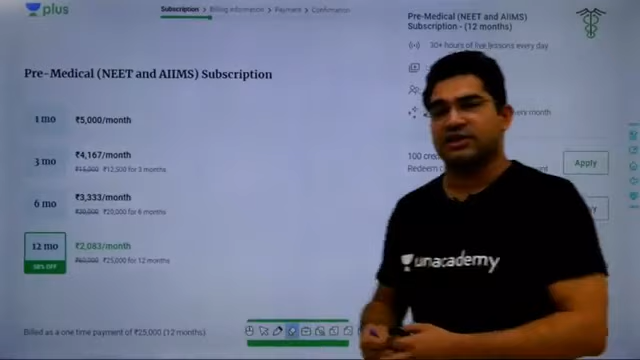 plus
Subscription > Billing information > Payment > Confirmation
Pre-Medical (NEET and AIIMS) Subscription
1 mo
₹5,000/month
3 mo
₹4,167/month
₹15,000 ₹12,500 for 3 months
6 mo
₹3,333/month
₹20,000 for 6 months
12 mo
58% OFF
₹2,083/month
₹60,000 ₹25,000 for 12 months
Billed as a one time payment of ₹25,000 (12 months)
Pre-Medical (NEET and AIIMS)
Subscription - (12 months)
30+ hours of live lessons every day
month
100 cred
Redeem
Apply
unacademy